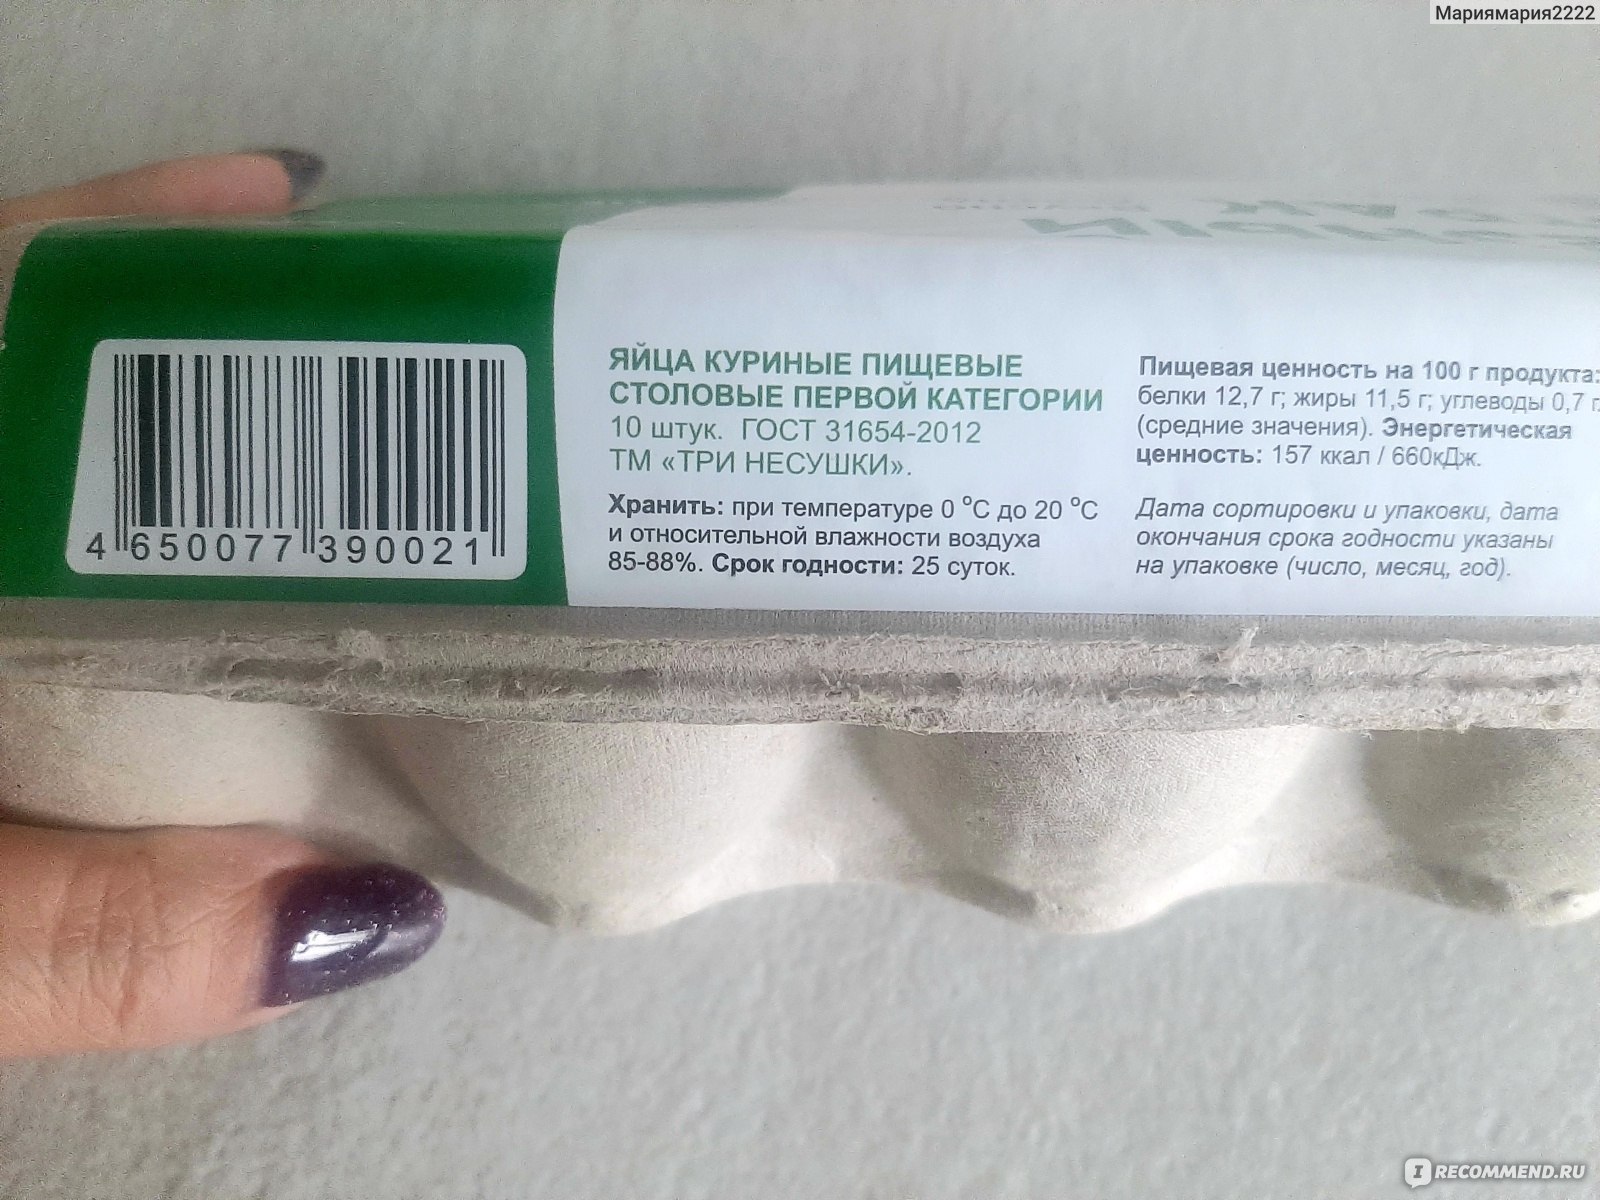 Мариямария2222
ЯЙЦА КУРИНЫЕ ПИЩЕВЫЕ
СТОЛОВЫЕ ПЕРВОЙ КАТЕГОРИИ
10 штук. ГОСТ 31654-2012
ТМ «ТРИ НЕСУШКИ».
Хранить: при температуре 0 °C до 20 °C
и относительной влажности воздуха
85-88%. Срок годности: 25 суток.
Пищевая ценность на 100 г продукта:
белки 12,7 г; жиры 11,5 г; углеводы 0,7 г
(средние значения). Энергетическая
ценность: 157 ккал / 660кДж.
Дата сортировки и упаковки, дата
окончания срока годности указаны
на упаковке (число, месяц, год).
4 650077 390021
IRECOMMEND.RU